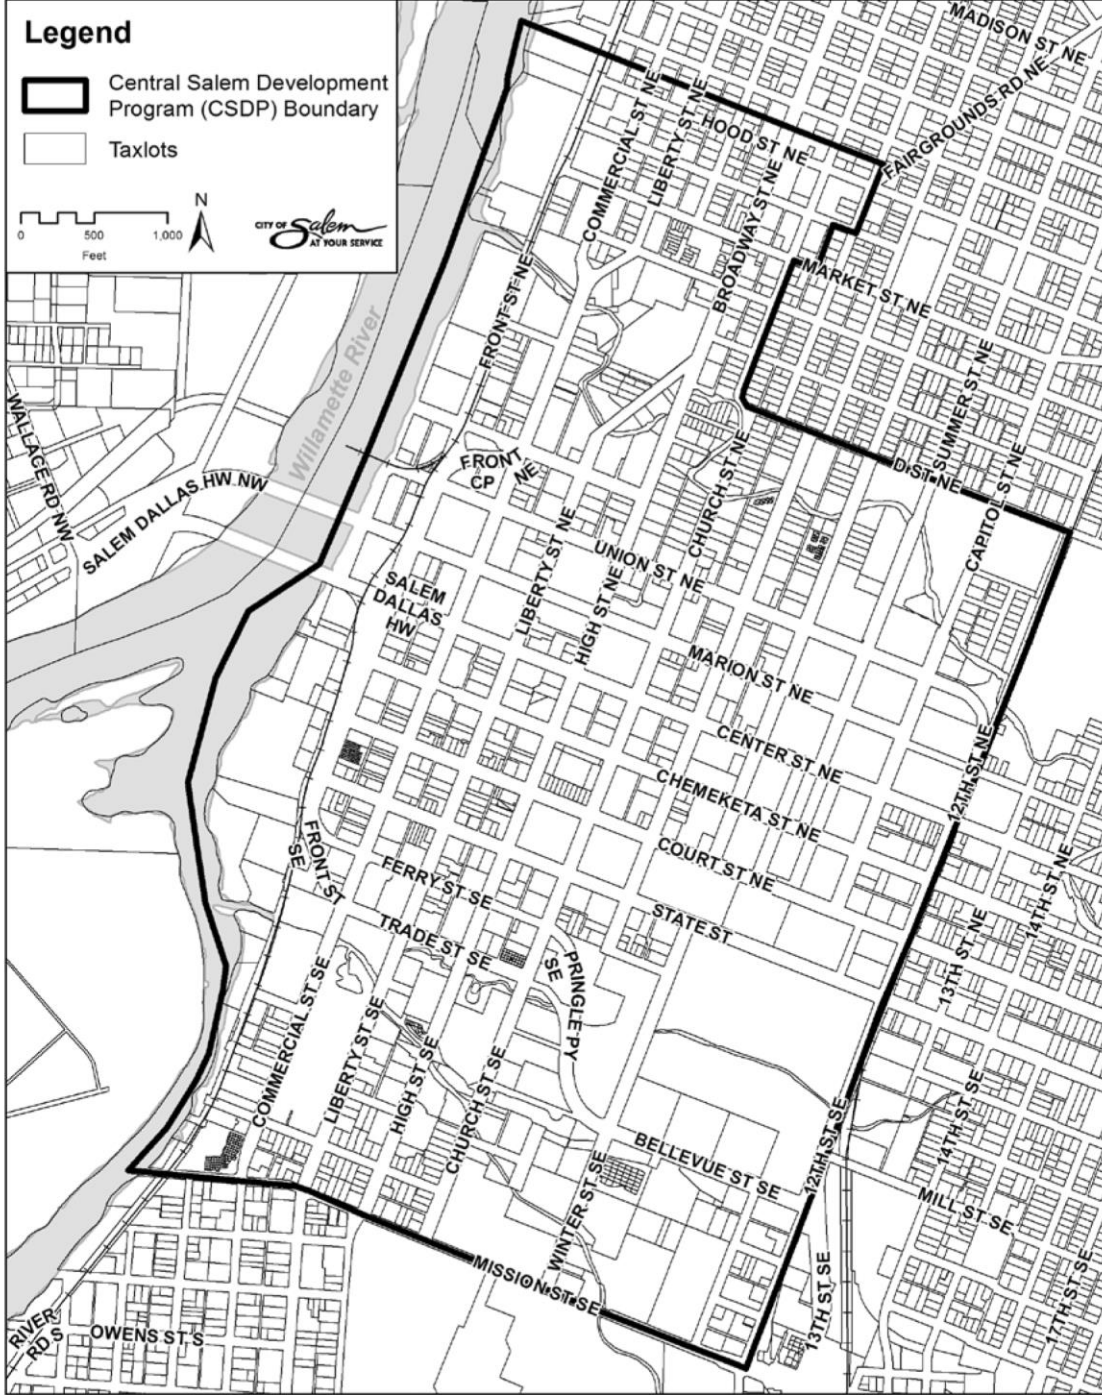 Legend
Central Salem Development
Program (CSDP) Boundary
Taxlots
N
0 500 1,000
Feet
CITY OF Salem
AT YOUR SERVICE
MADISON ST NE
FAIRGROUNDS RD NE
COMMERCIAL ST NE
LIBERTY ST NE
HOOD ST NE
BROADWAY ST NE
MARKET ST NE
FRONT ST NE
Willamette River
SUMMER ST NE
WALLACE RD NW
SALEM DALLAS HW NW
FRONT
CP
NE
CHURCH ST NE
D ST NE
CAPITOL ST NE
LIBERTY ST NE
UNION ST NE
HIGH ST NE
SALEM
DALLAS
HW
MARION ST NE
CENTER ST NE
12TH ST NE
CHEMEKETA ST NE
FRONT ST
SE
COURT ST NE
FERRY ST SE
14TH ST NE
STATE ST
TRADE ST SE
13TH ST NE
PRINGLE PY
SE
COMMERCIAL ST SE
LIBERTY ST SE
HIGH ST SE
CHURCH ST SE
14TH ST SE
BELLEVUE ST SE
12TH ST SE
MILL ST SE
WINTER ST SE
MISSION ST SE
13TH ST SE
17TH ST SE
RIVER
RD S
OWENS ST S